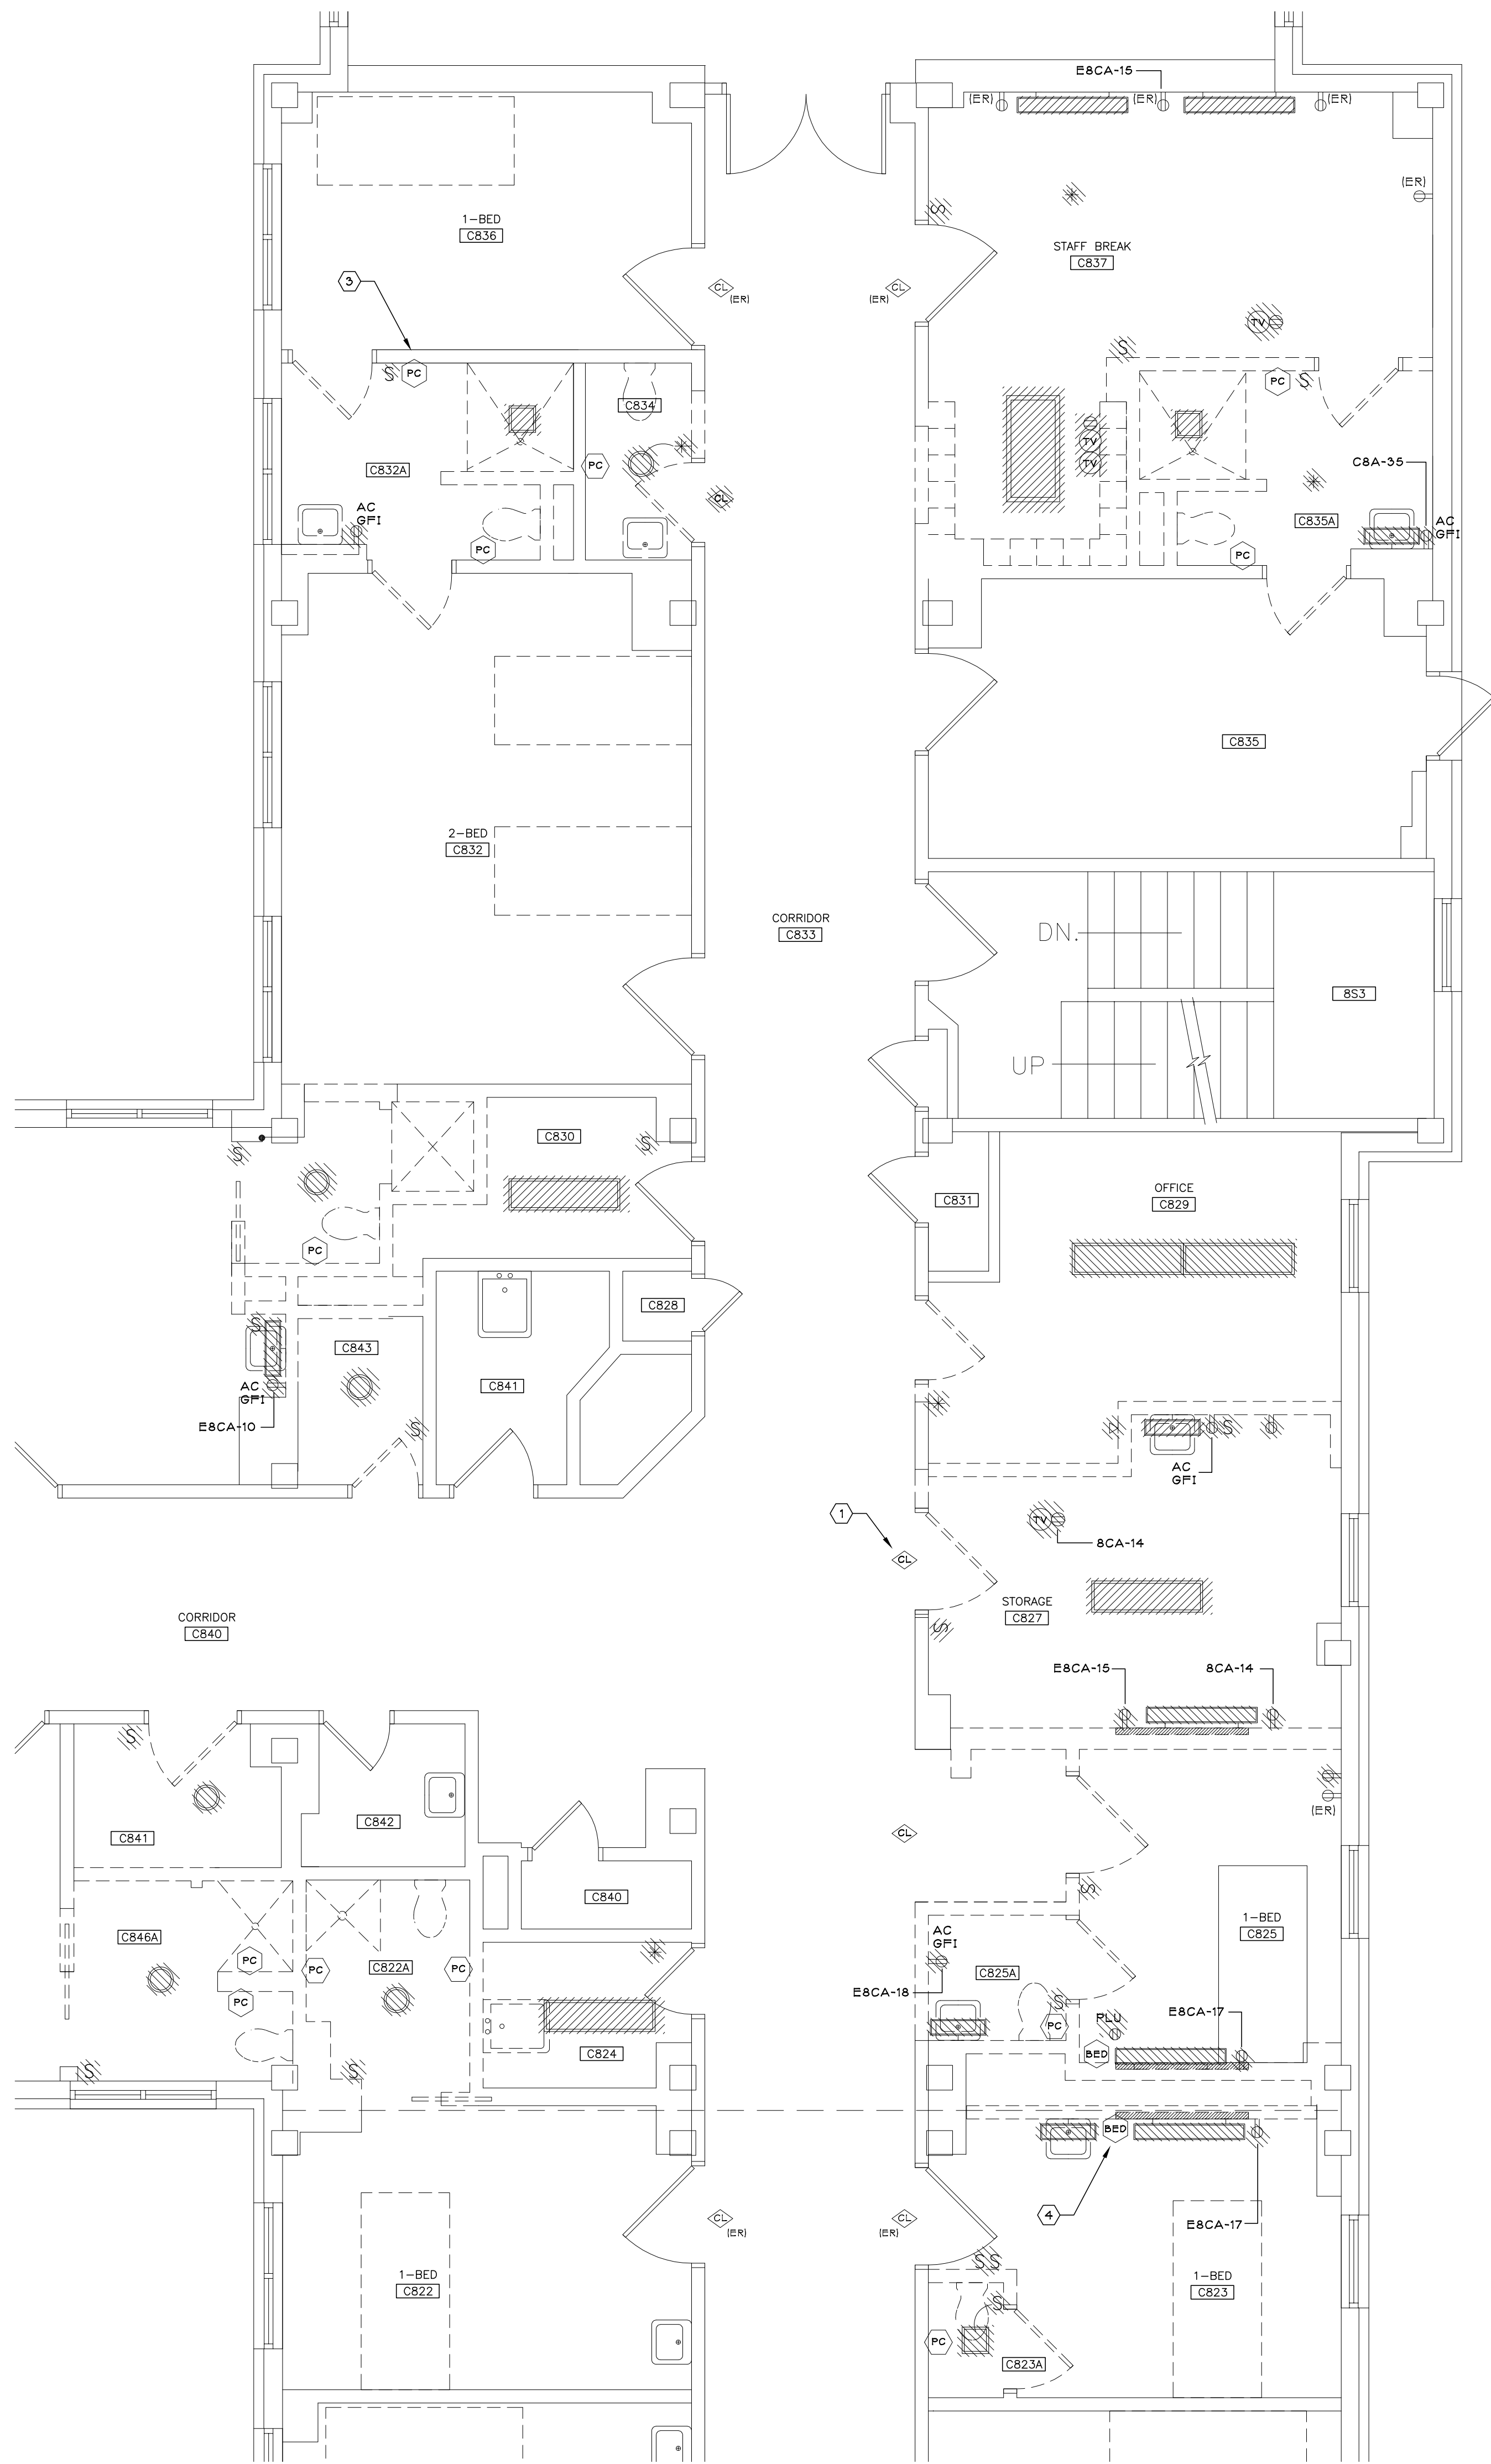 E8CA-15
(ER)
(ER)
(ER)
(ER)
S
1-BED
C836
STAFF BREAK
C837
3
CL
(ER)
CL
(ER)
TV
S
S
PC
PC
S
C834
TV
TV
C832A
PC
C8A-35
CL
AC
GFI
C835A
AC
GFI
PC
PC
C835
2-BED
C832
CORRIDOR
C833
DN.
8S3
UP
C830
S
S
C831
OFFICE
C829
PC
C828
S
C843
C841
AC
GFI
E8CA-10
S
S
AC
GFI
1
TV
8CA-14
CL
STORAGE
C827
CORRIDOR
C840
S
E8CA-15
8CA-14
S
(ER)
C842
C841
CL
S
C840
1-BED
C825
AC
GFI
C846A
PC
PC
C822A
PC
C825A
E8CA-18
S
PC
PC
PLU
E8CA-17
C824
BED
S
S
BED
4
E8CA-17
CL
(ER)
CL
(ER)
S S
1-BED
C822
1-BED
C823
S
PC
C823A